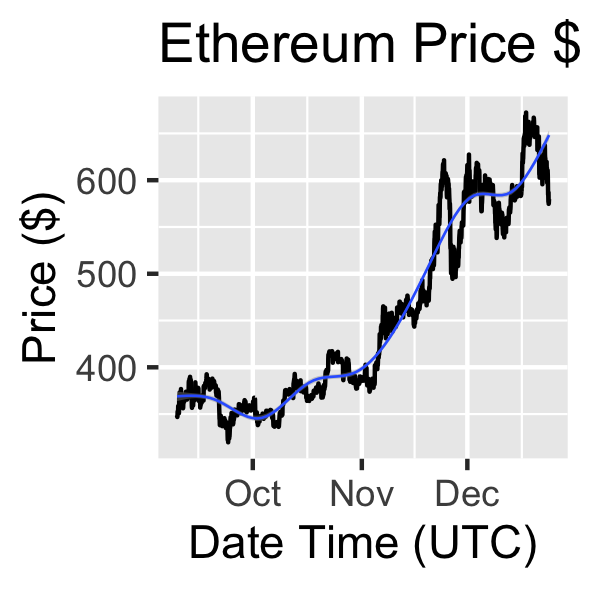 Ethereum Price $
Price ($)
600
500
400
Oct Nov Dec
Date Time (UTC)